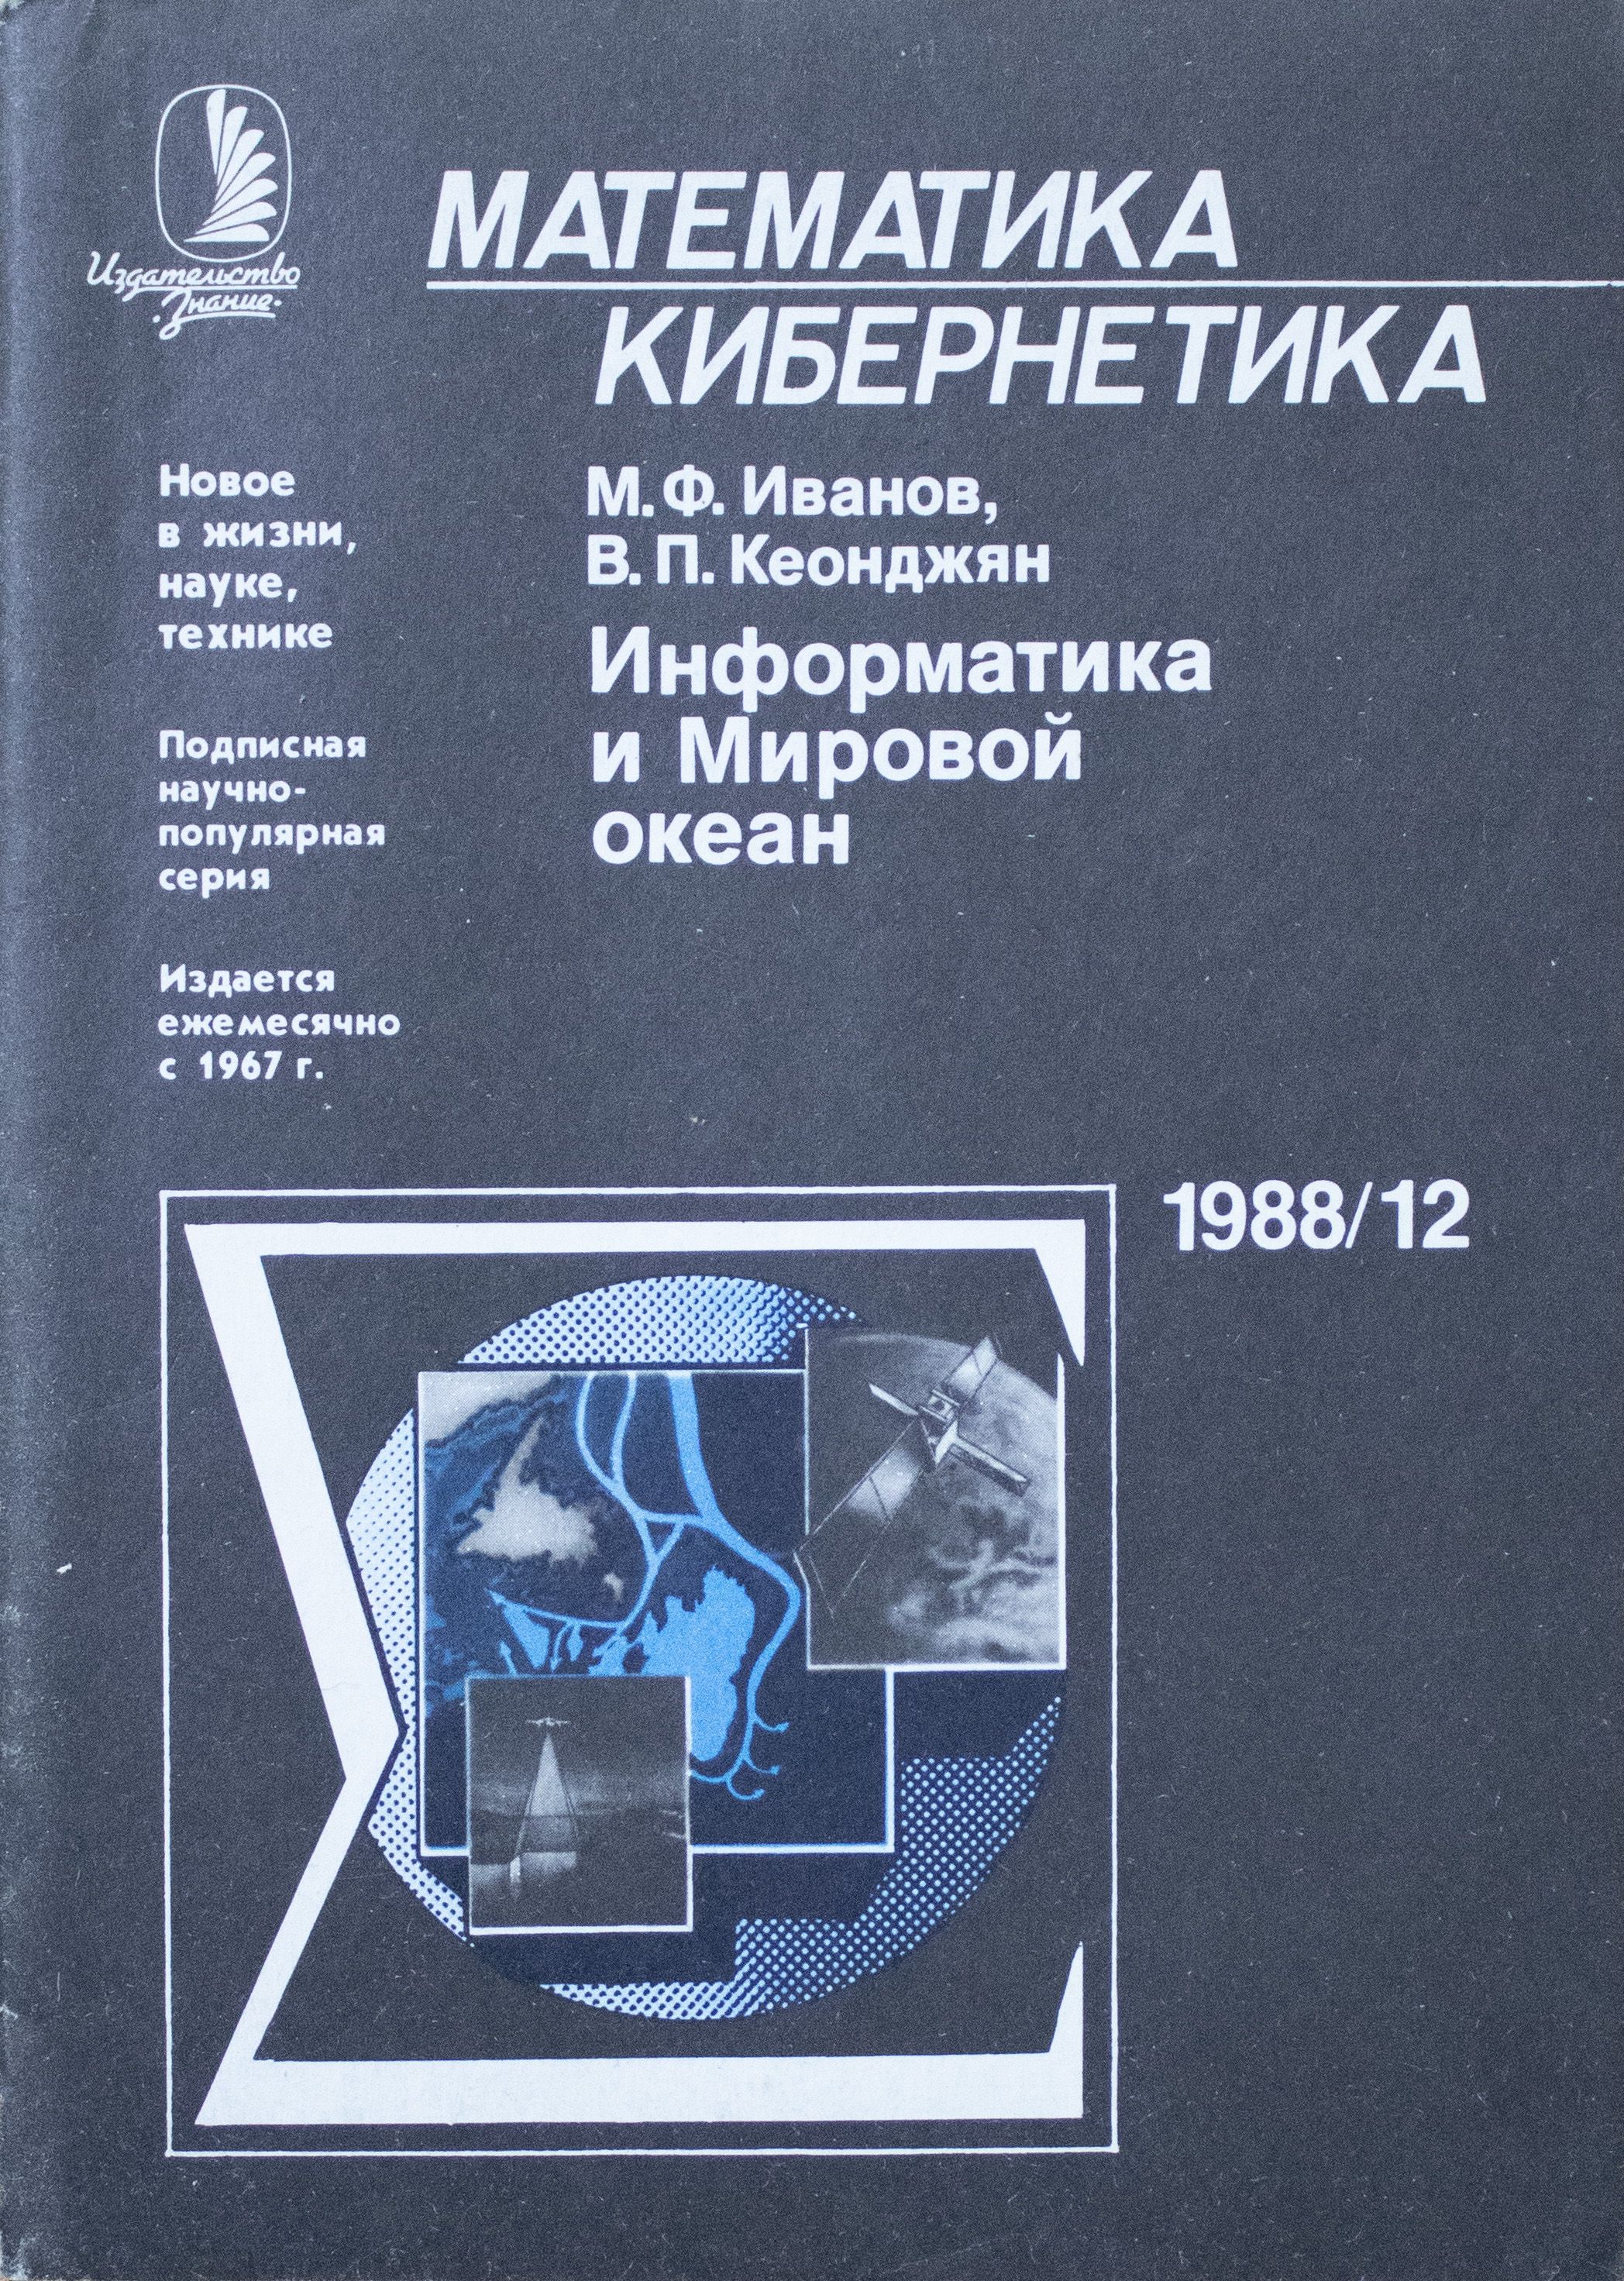 Издательство
·Знание·
МАТЕМАТИКА
КИБЕРНЕТИКА
Новое
в жизни,
науке,
технике
Подписная
научно-
популярная
серия
Издается
ежемесячно
с 1967 г.
М. Ф. Иванов,
В. П. Кеонджян
Информатика
и Мировой
океан
1988/12